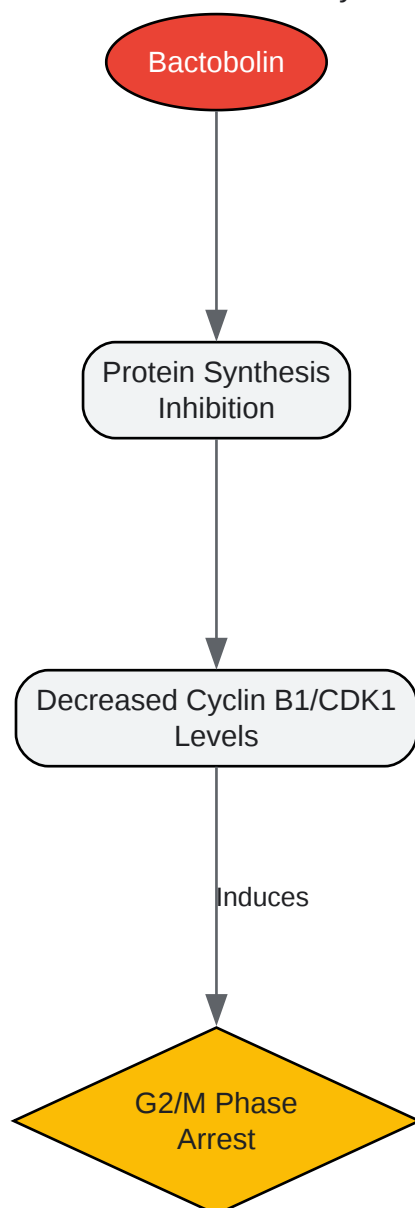 Bactobolin
Protein Synthesis
Inhibition
Decreased Cyclin B1/CDK1
Levels
Induces
G2/M Phase
Arrest